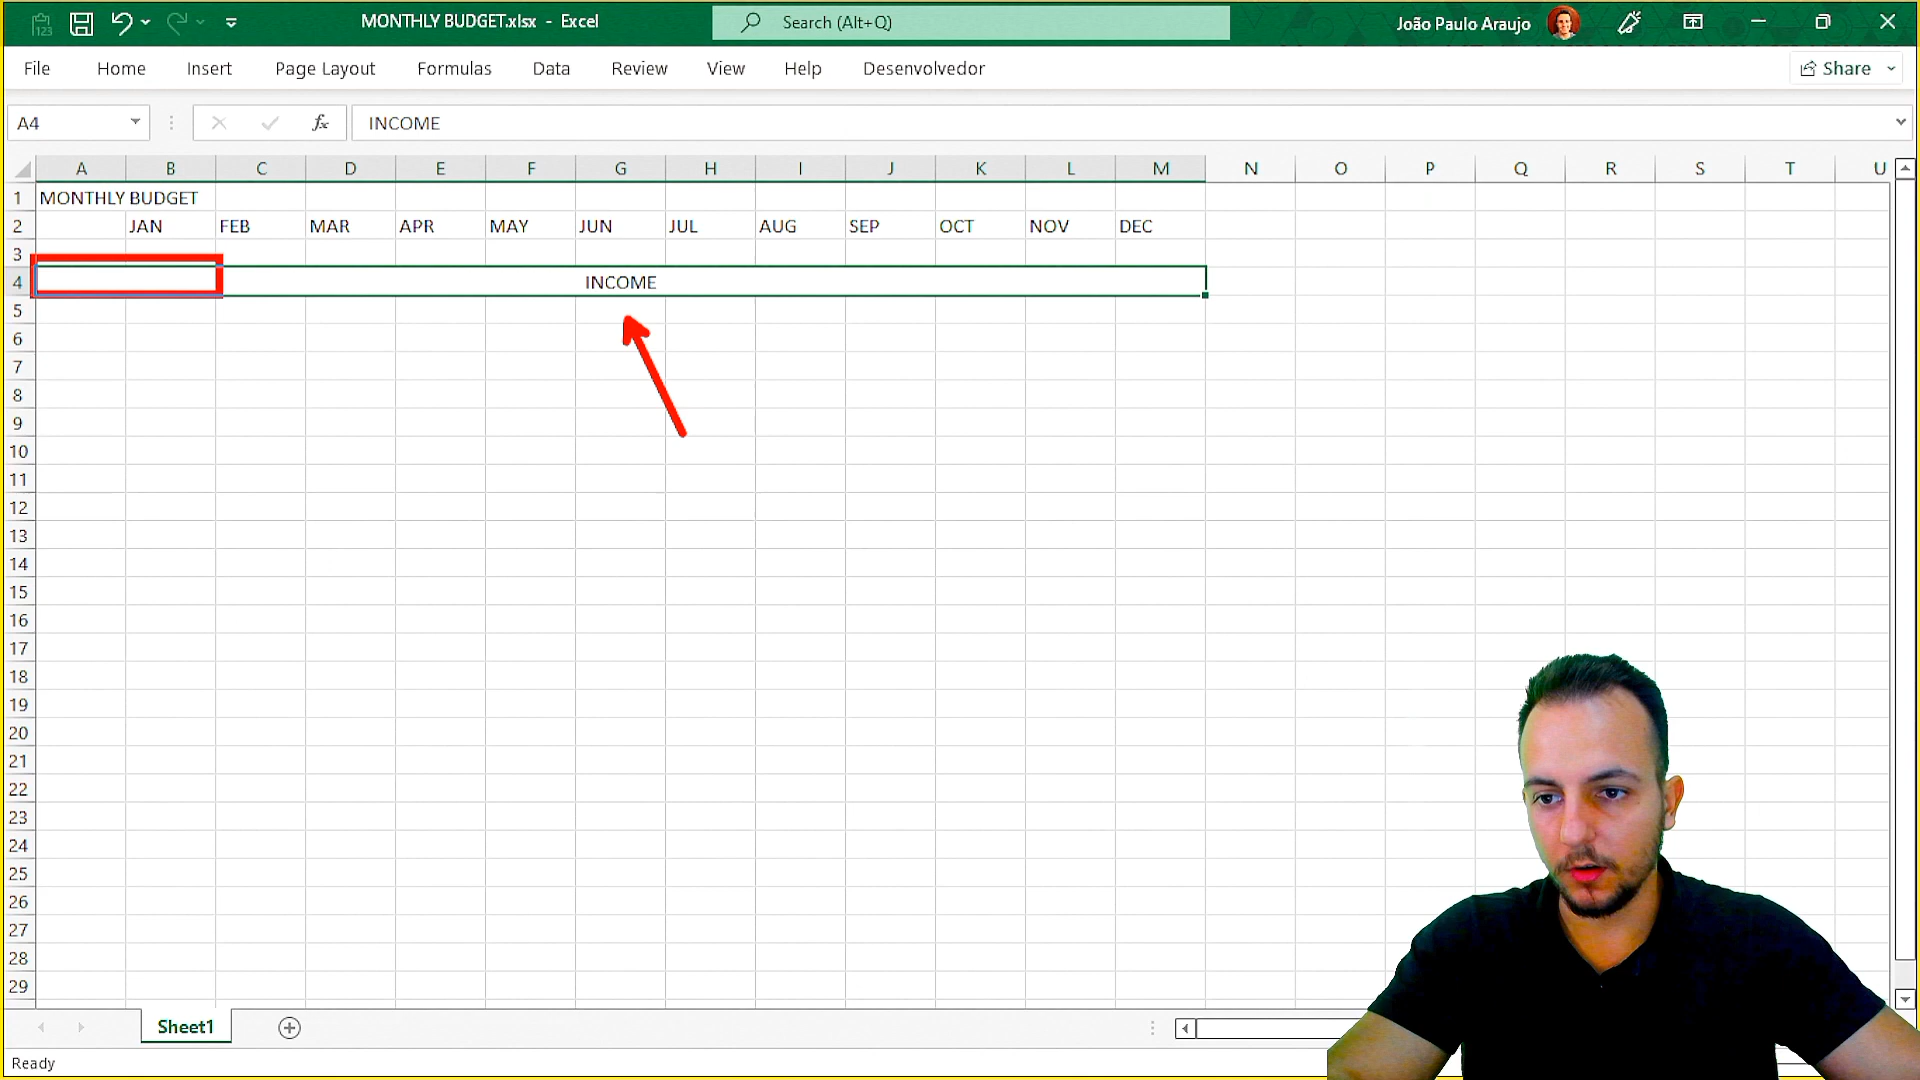 MONTHLY BUDGET.xlsx - Excel
Search (Alt+Q)
João Paulo Araujo
File Home Insert Page Layout Formulas Data Review View Help Desenvolvedor
Share
A4
fx
INCOME
A B C D E F G H I J K L M N O P Q R S T U
1 MONTHLY BUDGET
2 JAN FEB MAR APR MAY JUN JUL AUG SEP OCT NOV DEC
3
4 INCOME
5
6
7
8
9
10
11
12
13
14
15
16
17
18
19
20
21
22
23
24
25
26
27
28
29
Sheet1
Ready